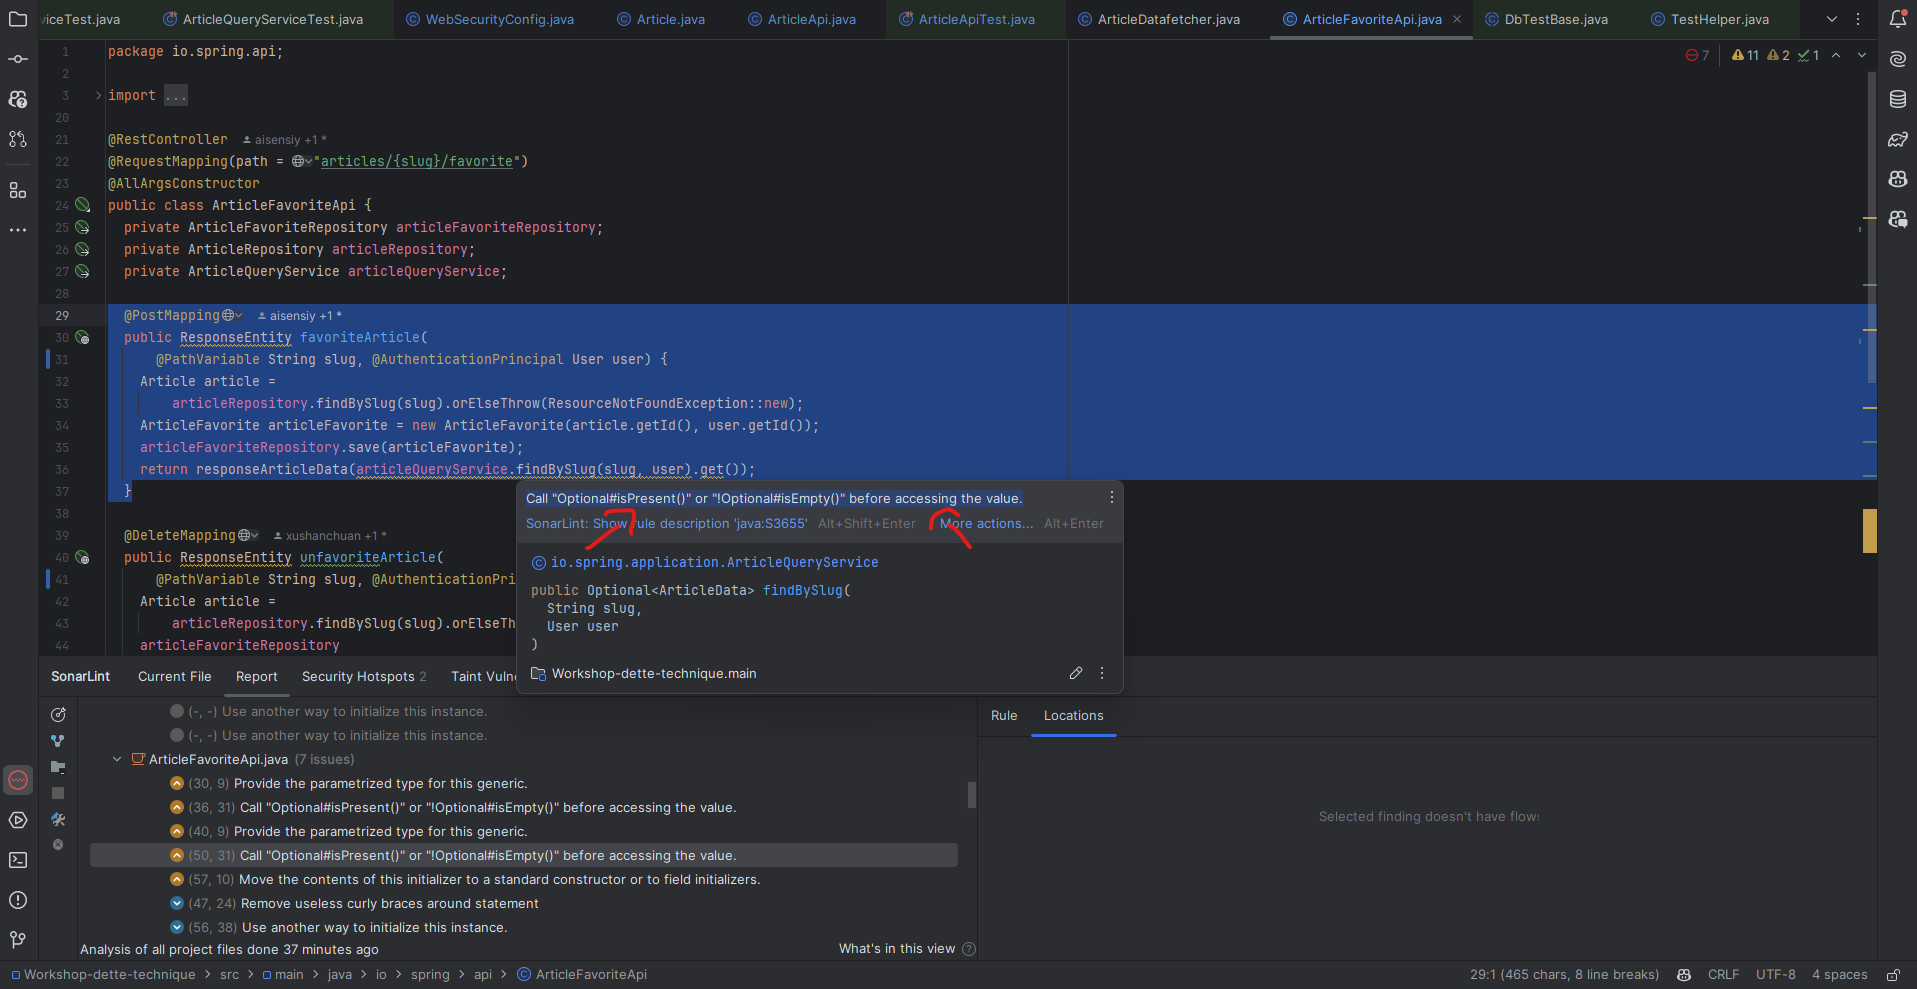 viceTest.java
ArticleQueryServiceTest.java
WebSecurityConfig.java
Article.java
ArticleApi.java
ArticleApiTest.java
ArticleDatafetcher.java
ArticleFavoriteApi.java
DbTestBase.java
TestHelper.java
7 11 2 1
1 package io.spring.api;
2
3 import ...
20
21 @RestController aisensiy +1 *
22 @RequestMapping(path = "articles/{slug}/favorite")
23 @AllArgsConstructor
24 public class ArticleFavoriteApi {
25 private ArticleFavoriteRepository articleFavoriteRepository;
26 private ArticleRepository articleRepository;
27 private ArticleQueryService articleQueryService;
28
29 @PostMapping aisensiy +1 *
30 public ResponseEntity favoriteArticle(
31 @PathVariable String slug, @AuthenticationPrincipal User user) {
32 Article article =
33 articleRepository.findBySlug(slug).orElseThrow(ResourceNotFoundException::new);
34 ArticleFavorite articleFavorite = new ArticleFavorite(article.getId(), user.getId());
35 articleFavoriteRepository.save(articleFavorite);
36 return responseArticleData(articleQueryService.findBySlug(slug, user).get());
37 }
38
39 @DeleteMapping xushanchuan +1 *
40 public ResponseEntity unfavoriteArticle(
41 @PathVariable String slug, @AuthenticationPri
42 Article article =
43 articleRepository.findBySlug(slug).orElseTh
44 articleFavoriteRepository
Call "Optional#isPresent()" or "!Optional#isEmpty()" before accessing the value.
SonarLint: Show rule description 'java:S3655' Alt+Shift+Enter More actions... Alt+Enter
io.spring.application.ArticleQueryService
public Optional<ArticleData> findBySlug(
String slug,
User user
)
Workshop-dette-technique.main
SonarLint Current File Report Security Hotspots 2 Taint Vuln
(-, -) Use another way to initialize this instance.
(-, -) Use another way to initialize this instance.
ArticleFavoriteApi.java (7 issues)
(30, 9) Provide the parametrized type for this generic.
(36, 31) Call "Optional#isPresent()" or "!Optional#isEmpty()" before accessing the value.
(40, 9) Provide the parametrized type for this generic.
(50, 31) Call "Optional#isPresent()" or "!Optional#isEmpty()" before accessing the value.
(57, 10) Move the contents of this initializer to a standard constructor or to field initializers.
(47, 24) Remove useless curly braces around statement
(56, 38) Use another way to initialize this instance.
Analysis of all project files done 37 minutes ago
What's in this view
Rule Locations
Selected finding doesn't have flows
Workshop-dette-technique > src > main > java > io > spring > api > ArticleFavoriteApi
29:1 (465 chars, 8 line breaks) CRLF UTF-8 4 spaces